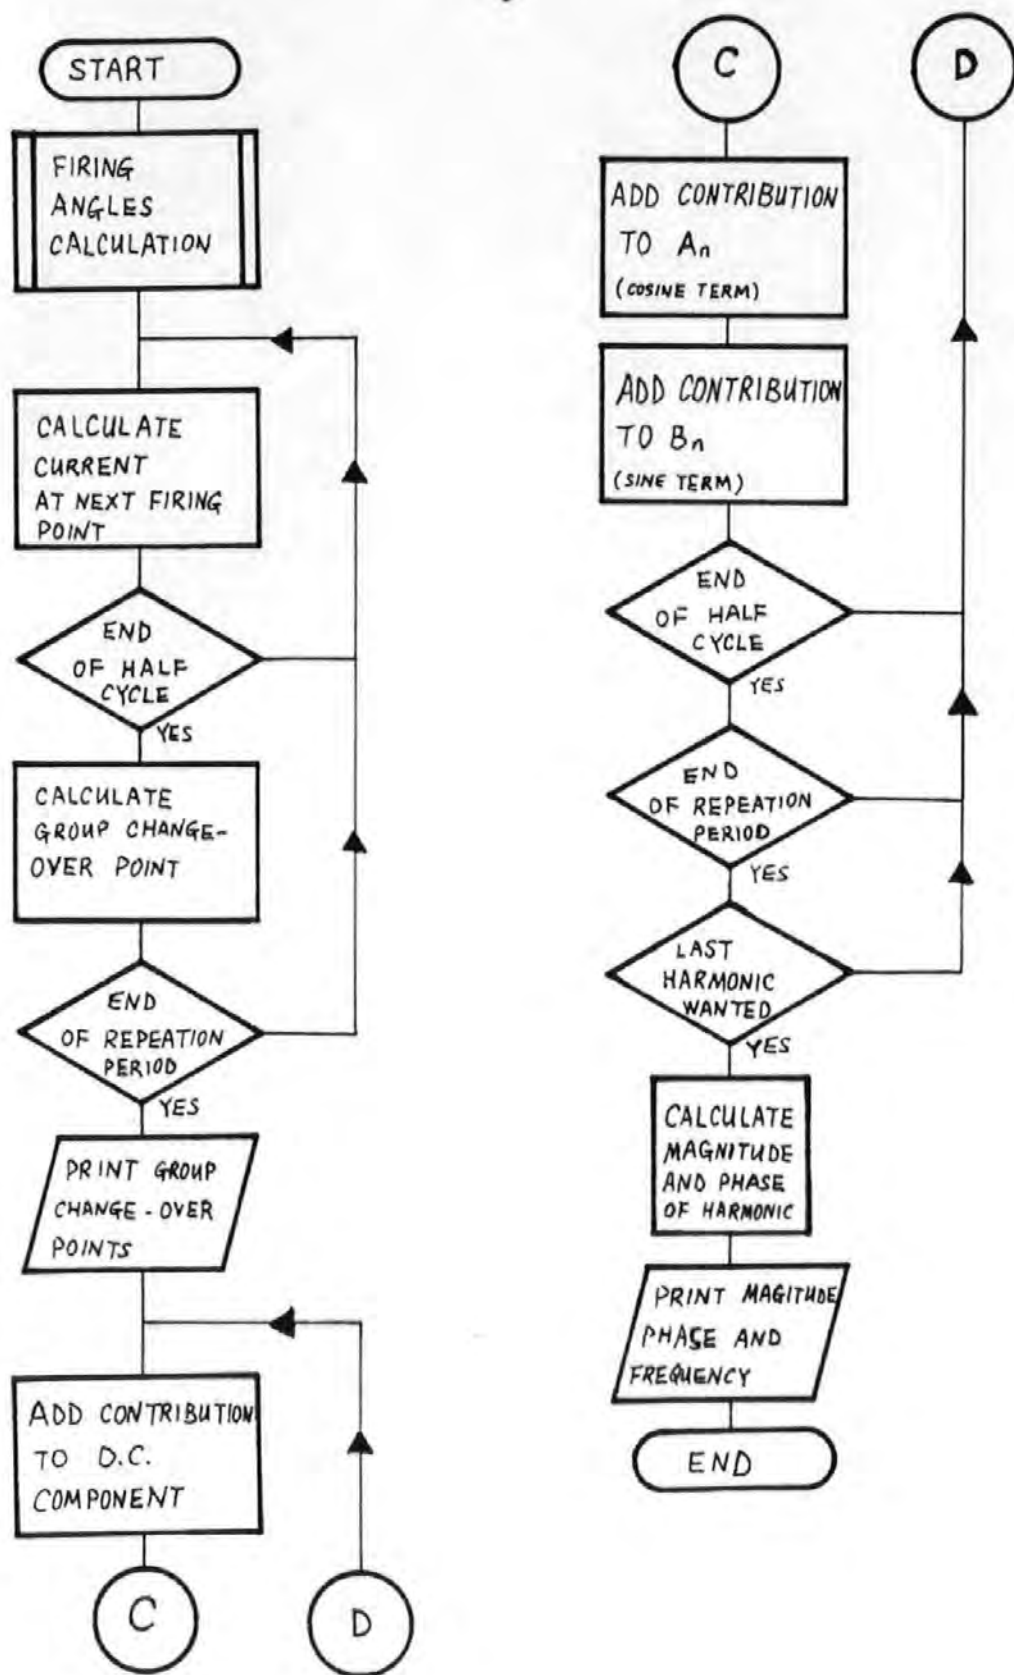 START
FIRING
ANGLES
CALCULATION
CALCULATE
CURRENT
AT NEXT FIRING
POINT
END
OF HALF
CYCLE
YES
CALCULATE
GROUP CHANGE-
OVER POINT
END
OF REPEATION
PERIOD
YES
PRINT GROUP
CHANGE-OVER
POINTS
ADD CONTRIBUTION
TO D.C.
COMPONENT
C
D
C
D
ADD CONTRIBUTION
TO An
(COSINE TERM)
ADD CONTRIBUTION
TO Bn
(SINE TERM)
END
OF HALF
CYCLE
YES
END
OF REPEATION
PERIOD
YES
LAST
HARMONIC
WANTED
YES
CALCULATE
MAGNITUDE
AND PHASE
OF HARMONIC
PRINT MAGITUDE
PHASE AND
FREQUENCY
END